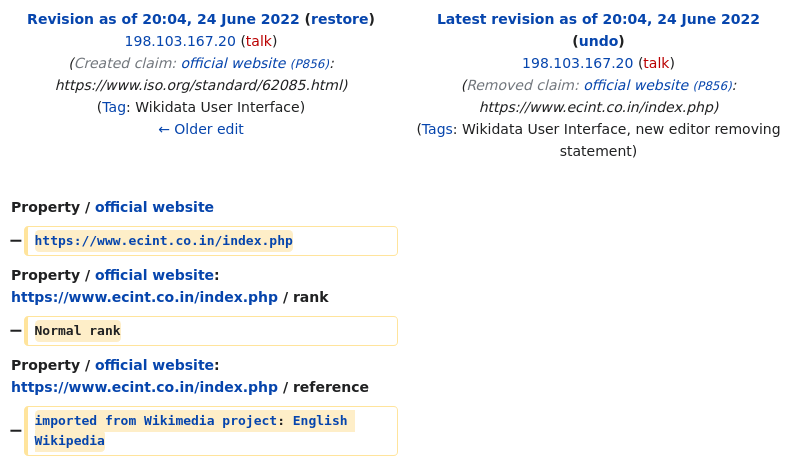 Revision as of 20:04, 24 June 2022 (restore)
198.103.167.20 (talk)
(Created claim: official website (P856):
https://www.iso.org/standard/62085.html)
(Tag: Wikidata User Interface)
← Older edit
Latest revision as of 20:04, 24 June 2022
(undo)
198.103.167.20 (talk)
(Removed claim: official website (P856):
https://www.ecint.co.in/index.php)
(Tags: Wikidata User Interface, new editor removing
statement)
Property / official website
− https://www.ecint.co.in/index.php
Property / official website:
https://www.ecint.co.in/index.php / rank
− Normal rank
Property / official website:
https://www.ecint.co.in/index.php / reference
− imported from Wikimedia project: English
Wikipedia